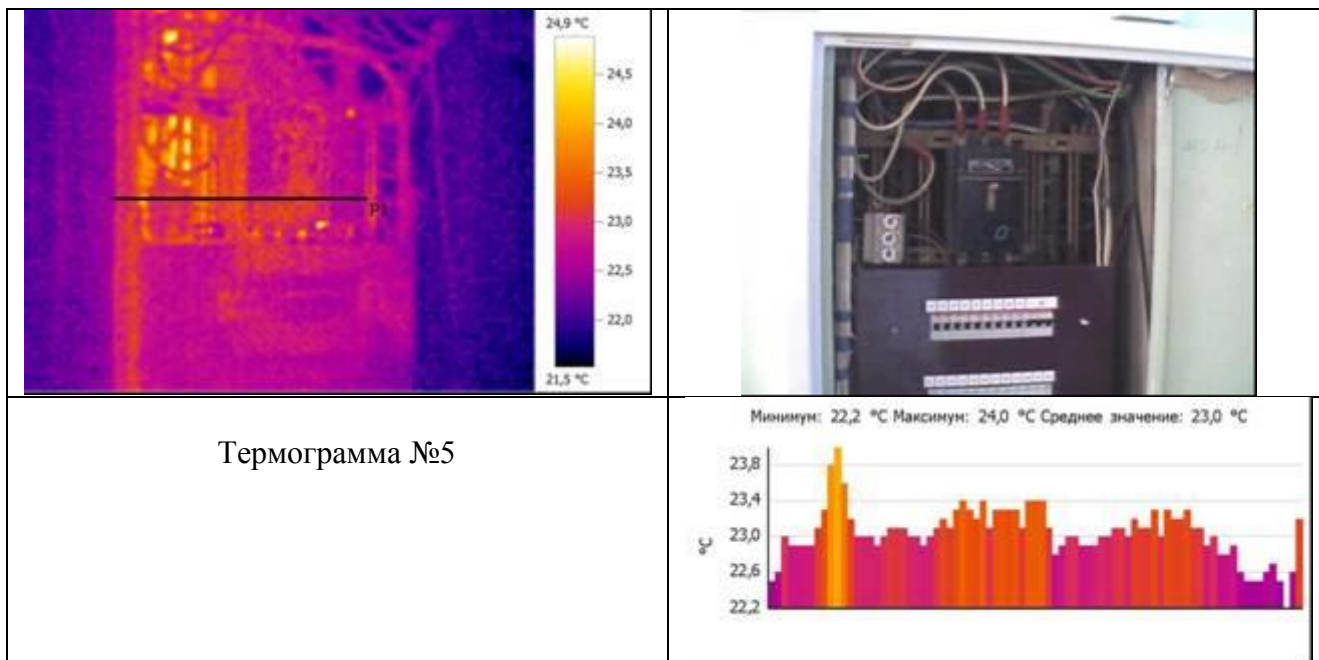 24,9 °C
24,5
24,0
23,5
23,0
22,5
22,0
21,5 °C
P1
Термограмма №5
Минимум: 22,2 °C Максимум: 24,0 °C Среднее значение: 23,0 °C
23,8
23,4
23,0
22,6
22,2
°C